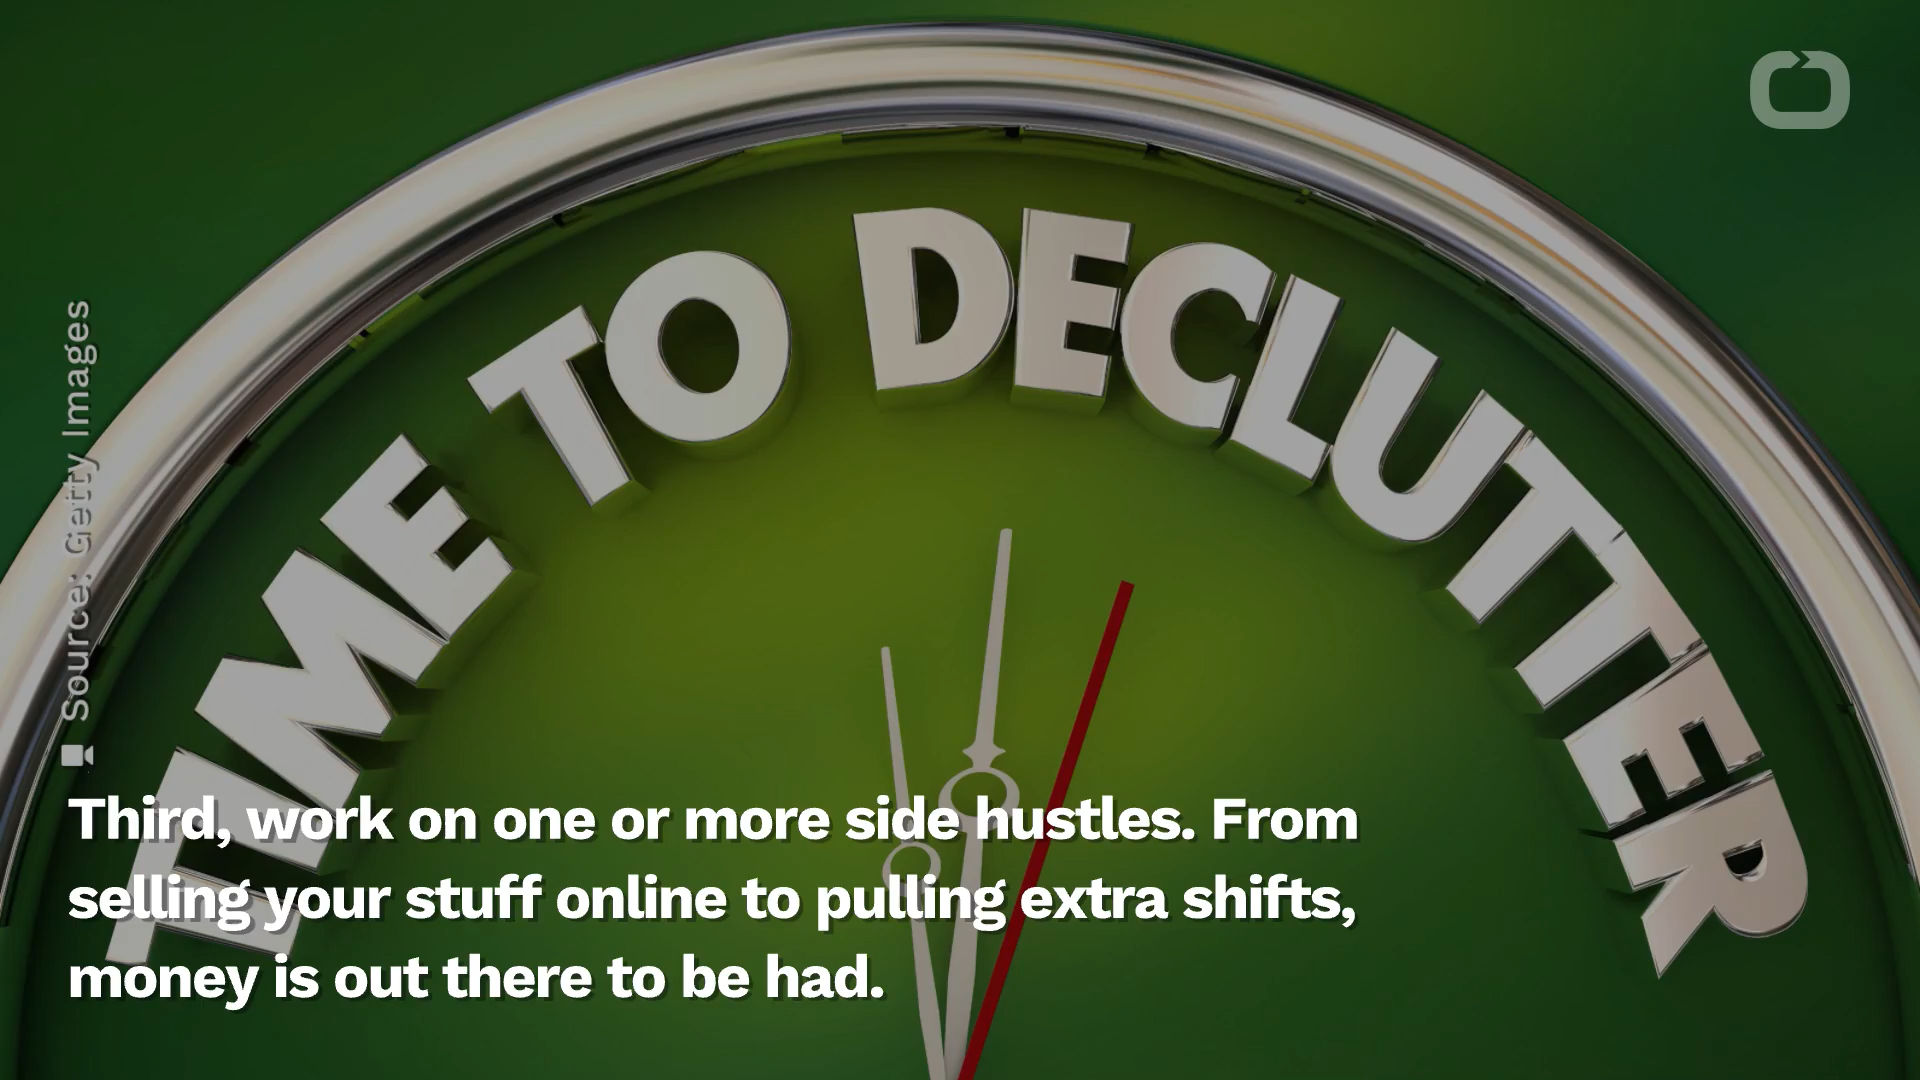 TIME TO DECLUTTER
Source: Getty Images
Third, work on one or more side hustles. From
selling your stuff online to pulling extra shifts,
money is out there to be had.